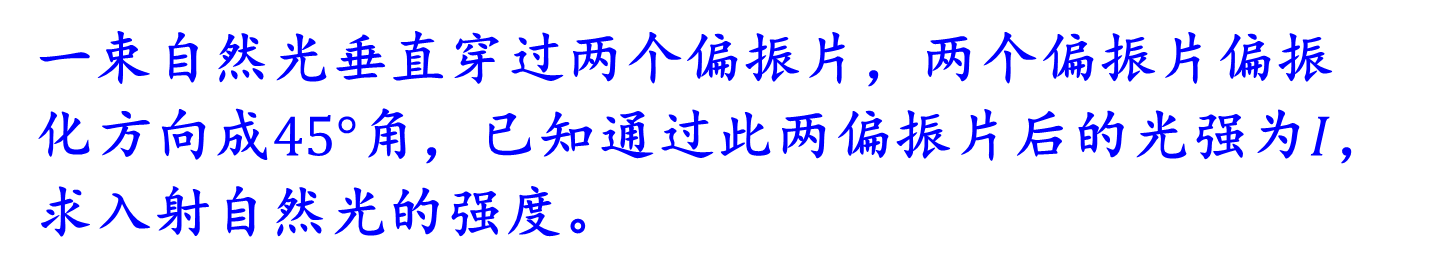 一束自然光垂直穿过两个偏振片，两个偏振片偏振
化方向成45°角，已知通过此两偏振片后的光强为I，
求入射自然光的强度。